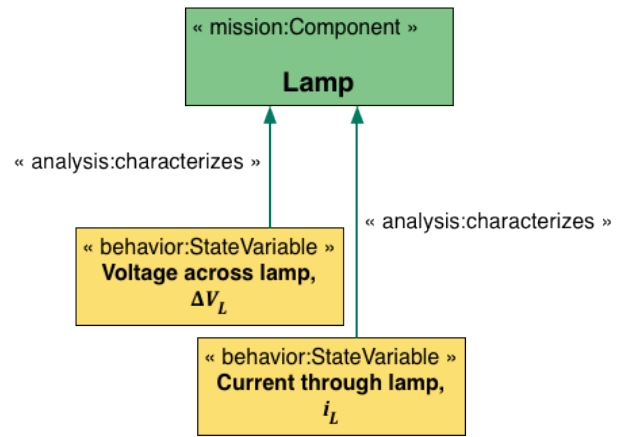 « mission:Component »
Lamp
« analysis:characterizes »
« analysis:characterizes »
« behavior:StateVariable »
Voltage across lamp,
ΔV_L
« behavior:StateVariable »
Current through lamp,
i_L